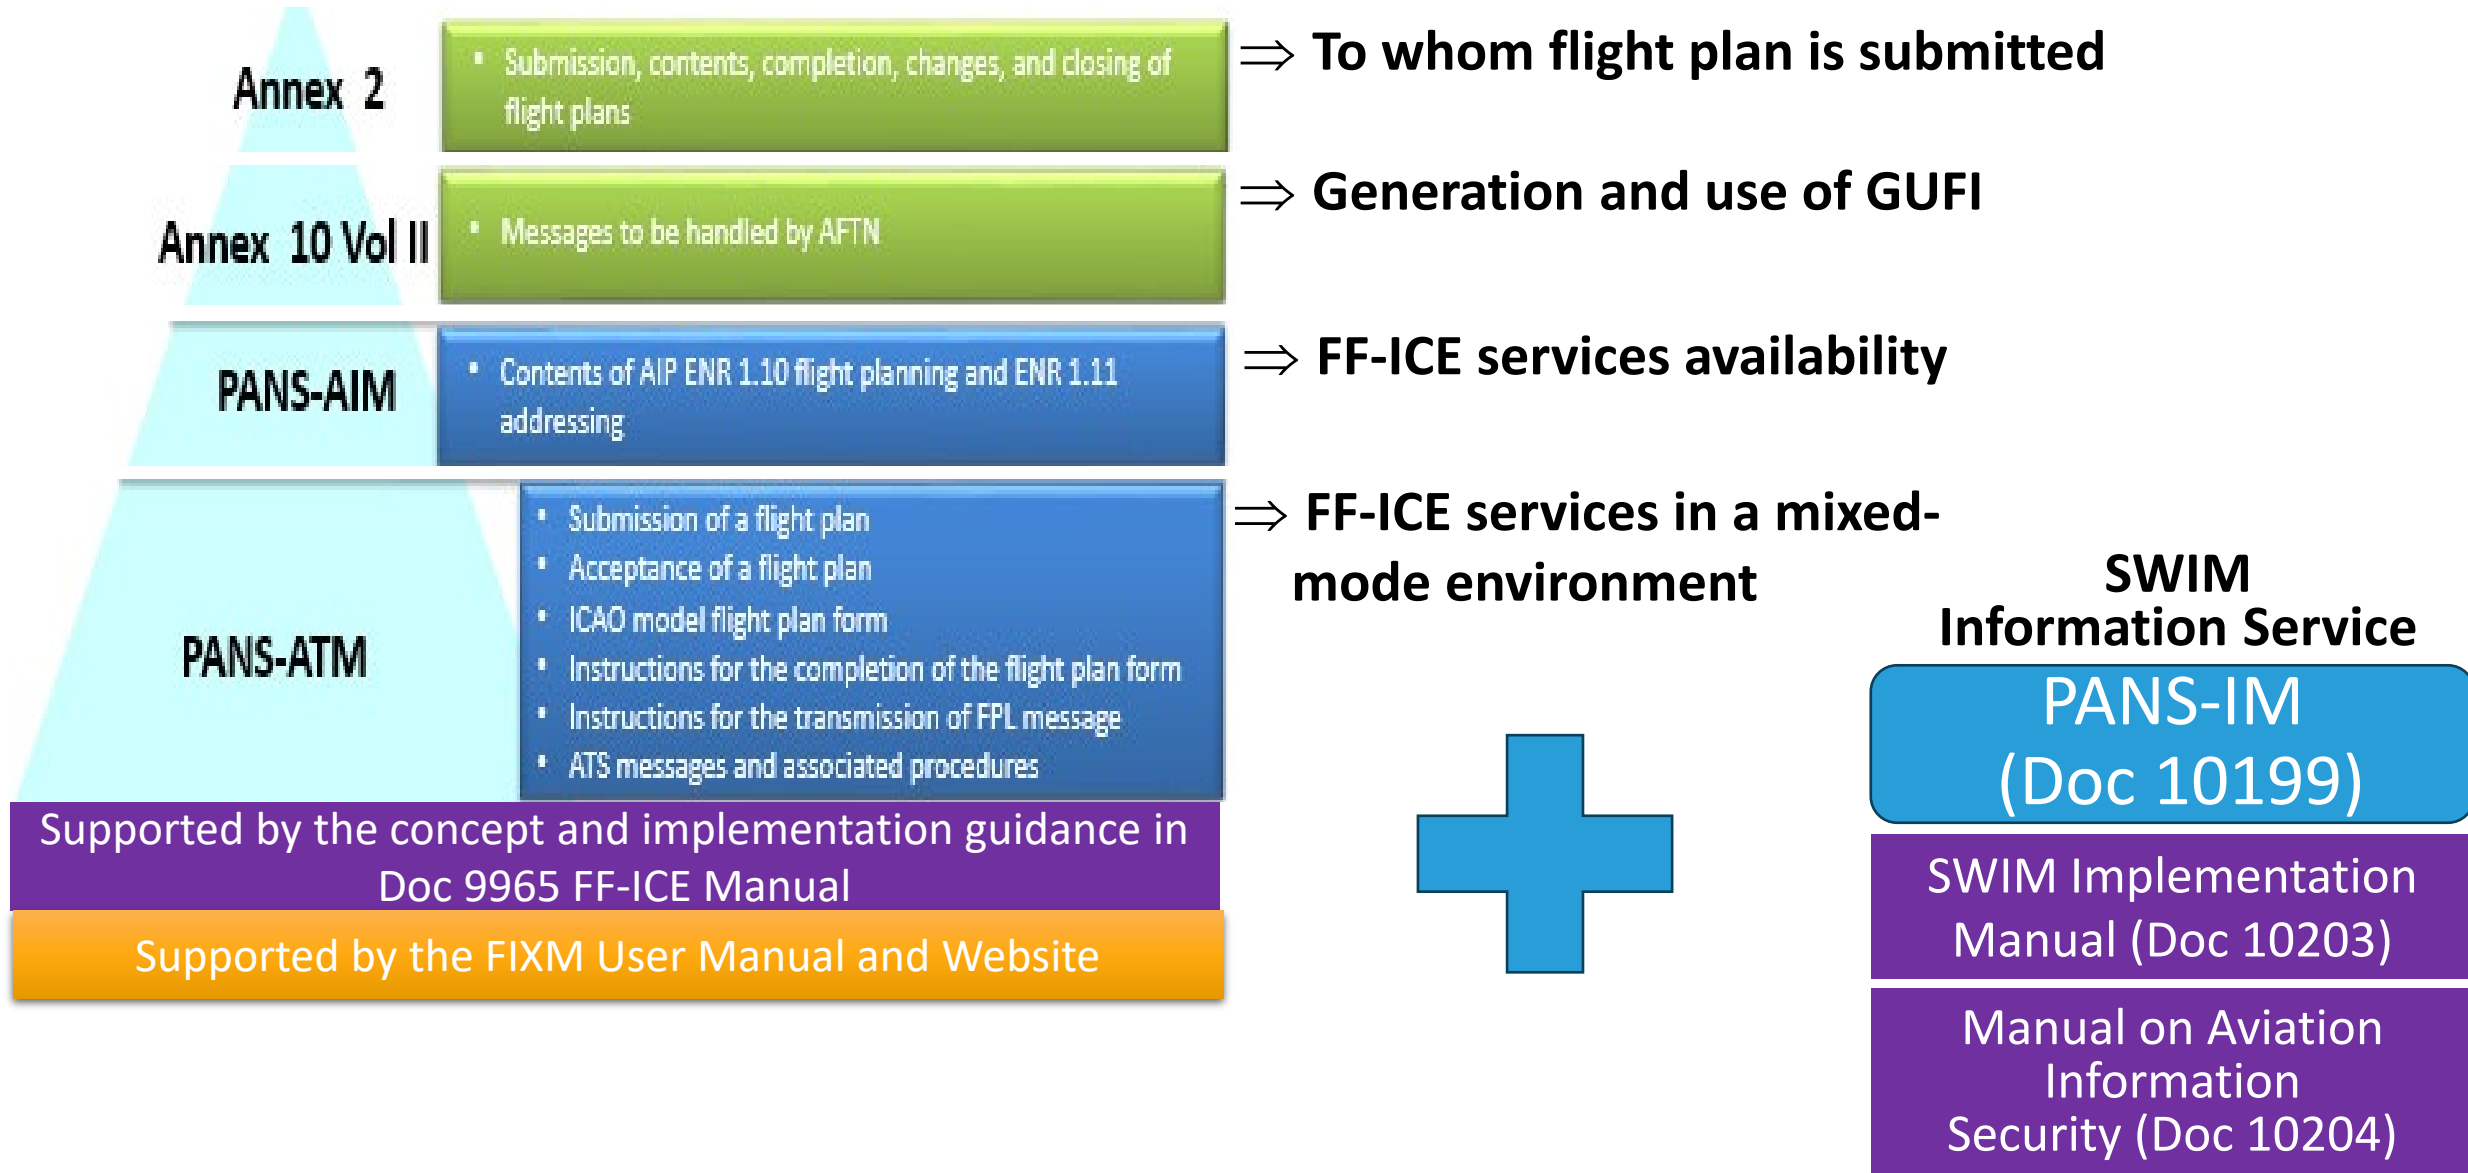 Annex 2
• Submission, contents, completion, changes, and closing of
flight plans
⇒ To whom flight plan is submitted
Annex 10 Vol II
• Messages to be handled by AFTN
⇒ Generation and use of GUFI
PANS-AIM
• Contents of AIP ENR 1.10 flight planning and ENR 1.11
addressing
⇒ FF-ICE services availability
PANS-ATM
• Submission of a flight plan
• Acceptance of a flight plan
• ICAO model flight plan form
• Instructions for the completion of the flight plan form
• Instructions for the transmission of FPL message
• ATS messages and associated procedures
⇒ FF-ICE services in a mixed-
mode environment
Supported by the concept and implementation guidance in
Doc 9965 FF-ICE Manual
Supported by the FIXM User Manual and Website
SWIM
Information Service
PANS-IM
(Doc 10199)
SWIM Implementation
Manual (Doc 10203)
Manual on Aviation
Information
Security (Doc 10204)